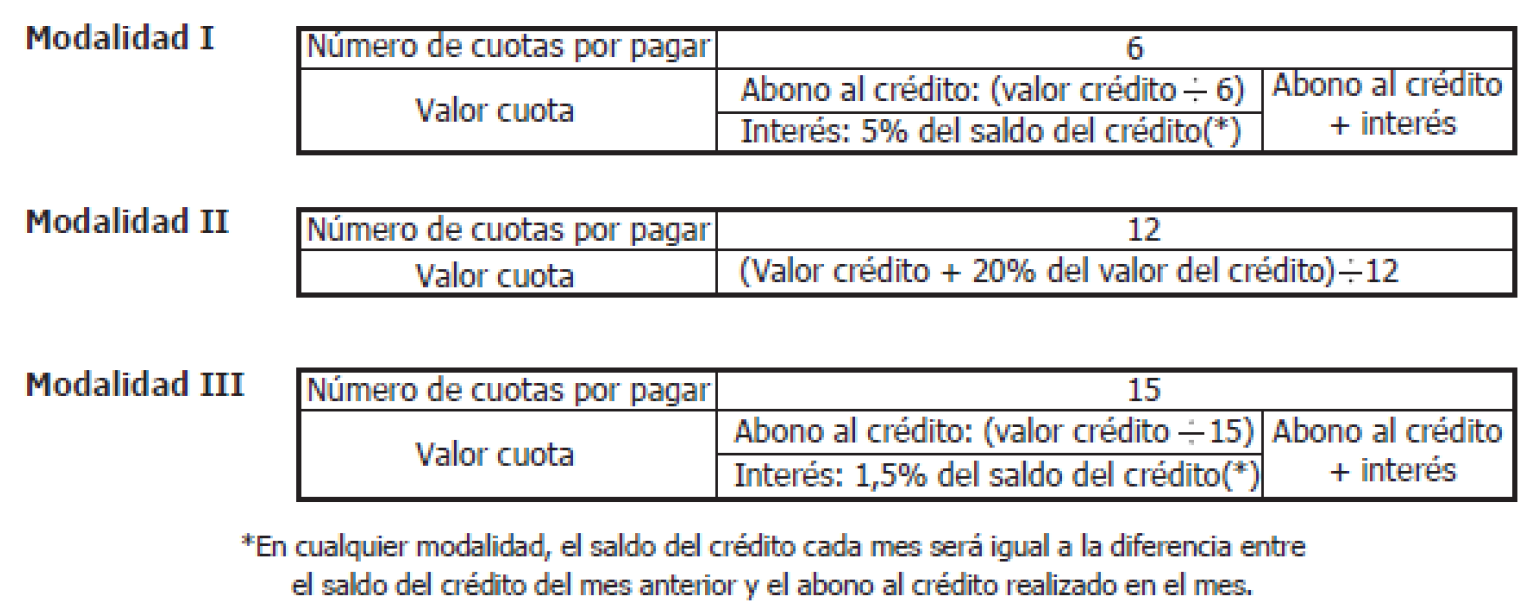 Modalidad I
Número de cuotas por pagar 6
Valor cuota
Abono al crédito: (valor crédito ÷ 6)
Interés: 5% del saldo del crédito(*)
Abono al crédito
+ interés
Modalidad II
Número de cuotas por pagar 12
Valor cuota (Valor crédito + 20% del valor del crédito)÷12
Modalidad III
Número de cuotas por pagar 15
Valor cuota
Abono al crédito: (valor crédito ÷15)
Interés: 1,5% del saldo del crédito(*)
Abono al crédito
+ interés
*En cualquier modalidad, el saldo del crédito cada mes será igual a la diferencia entre
el saldo del crédito del mes anterior y el abono al crédito realizado en el mes.